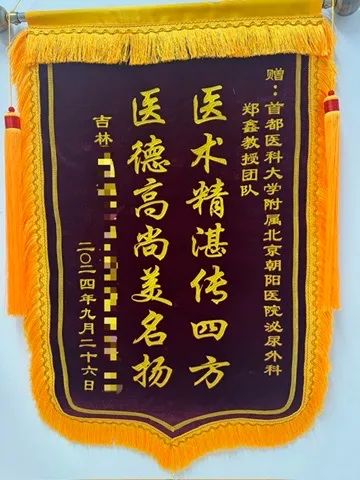 赠：首都医科大学附属北京朝阳医院泌尿外科
郑鑫教授团队
医术精湛传四方
医德高尚美名扬
吉林
二〇二四年九月二十六日